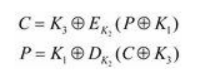 C = K₃ ⊕ E_{K₂}(P ⊕ K₁)
P = K₁ ⊕ D_{K₂}(C ⊕ K₃)